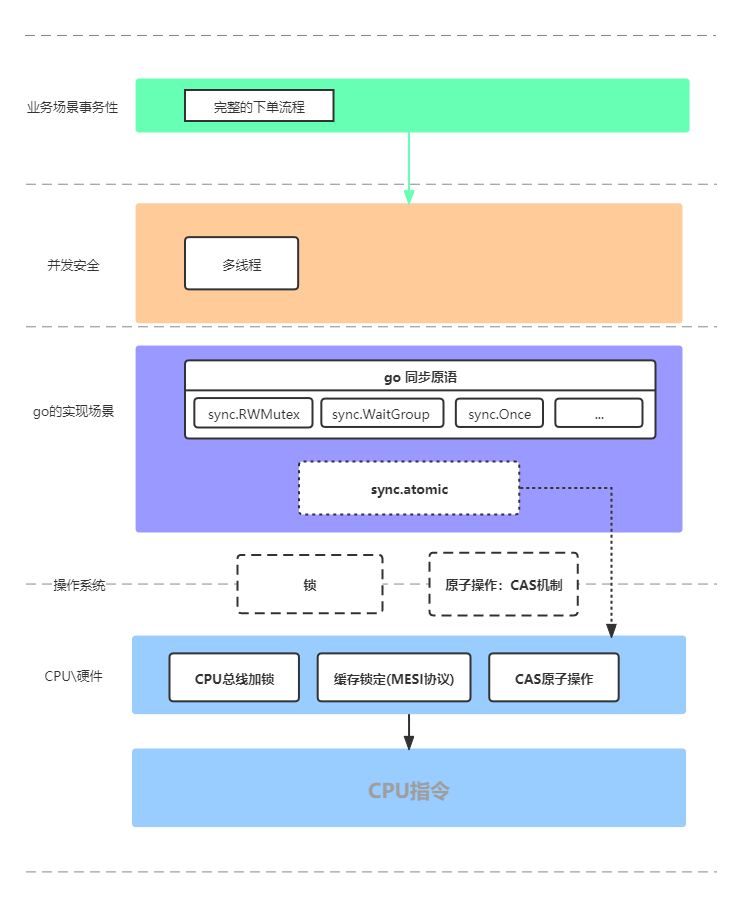 业务场景事务性
完整的下单流程
并发安全
多线程
go的实现场景
go 同步原语
sync.RWMutex
sync.WaitGroup
sync.Once
...
sync.atomic
操作系统
锁
原子操作：CAS机制
CPU\硬件
CPU总线加锁
缓存锁定(MESI协议)
CAS原子操作
CPU指令